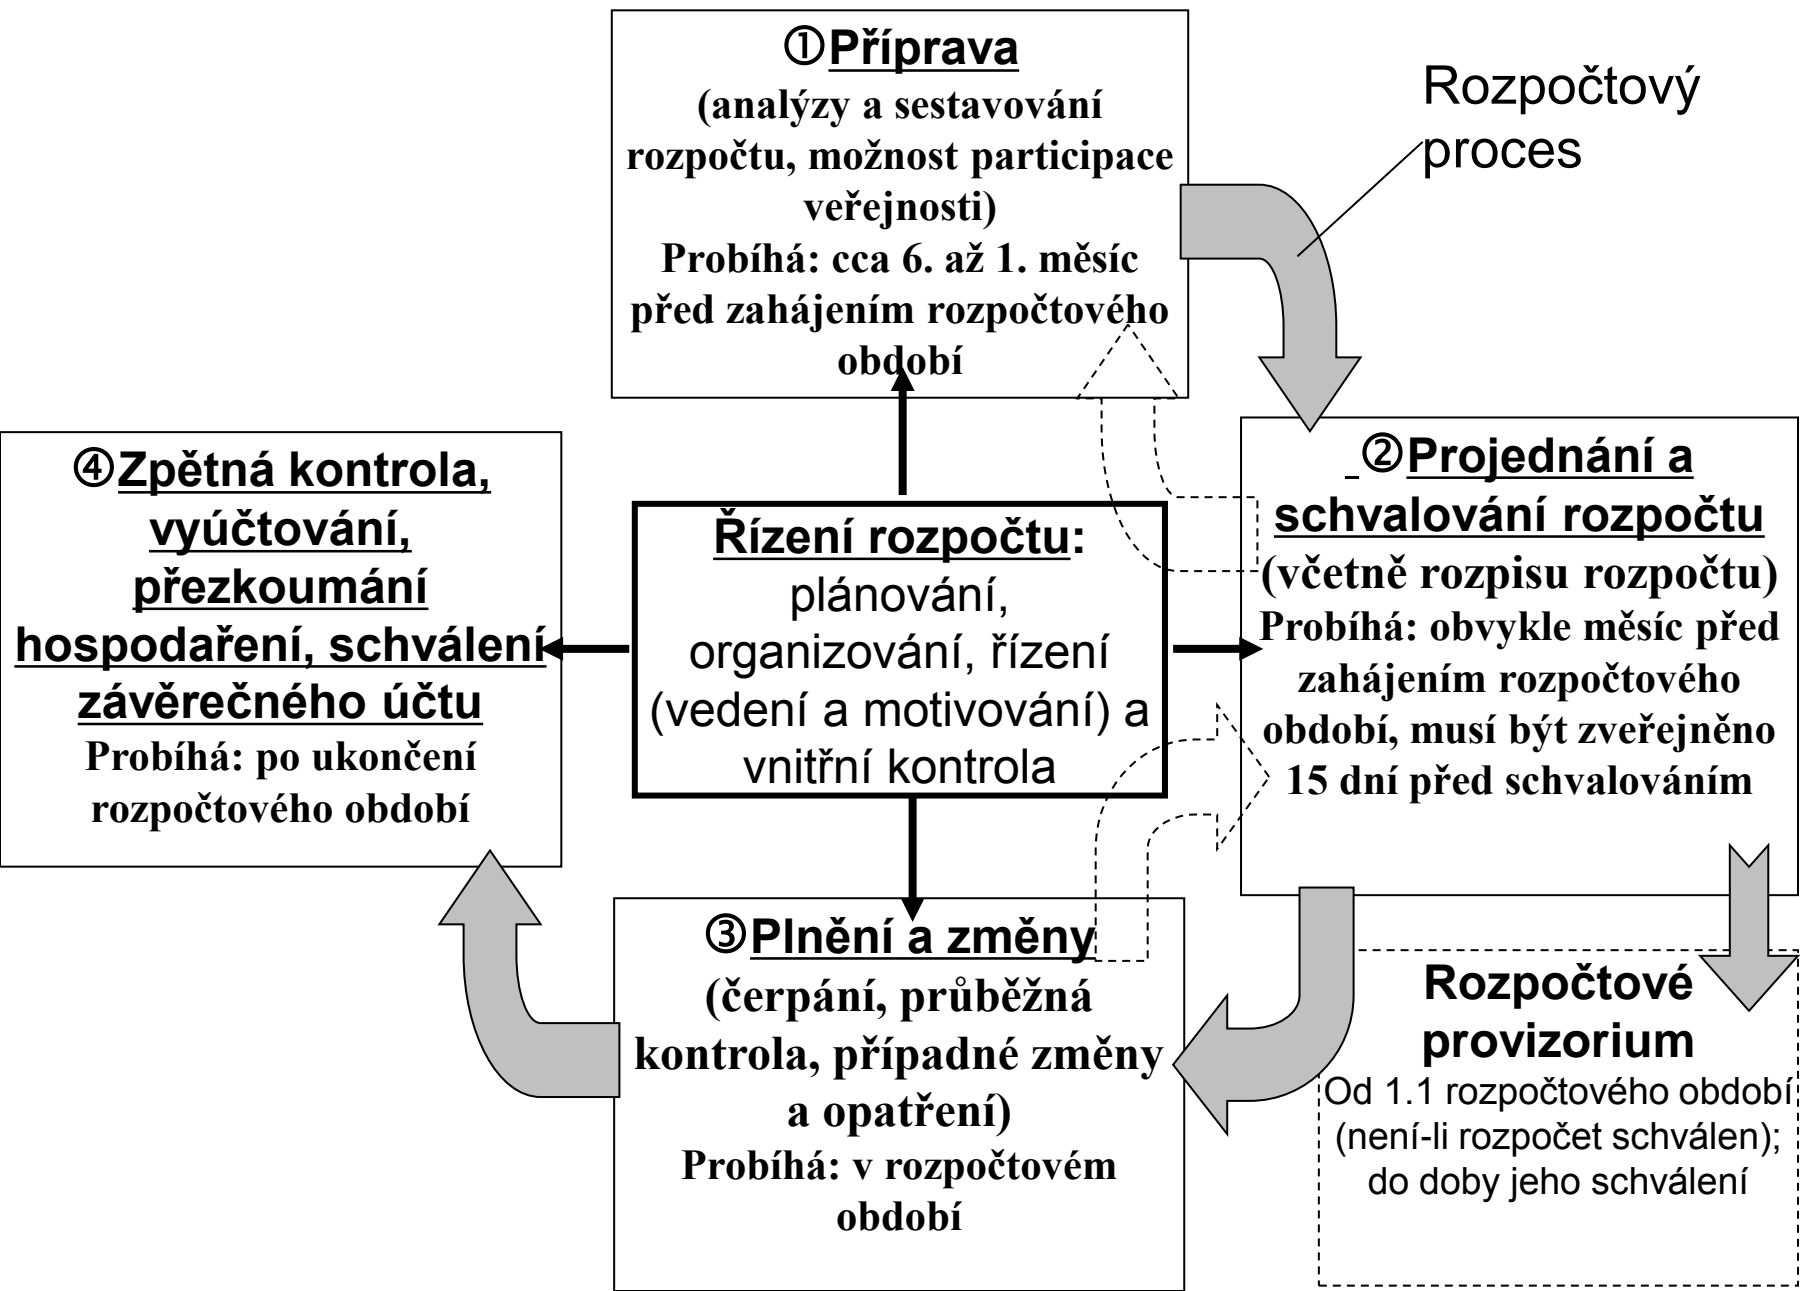 ①Příprava
(analýzy a sestavování
rozpočtu, možnost participace
veřejnosti)
Probíhá: cca 6. až 1. měsíc
před zahájením rozpočtového
období
Rozpočtový
proces
②Projednání a
schvalování rozpočtu
(včetně rozpisu rozpočtu)
Probíhá: obvykle měsíc před
zahájením rozpočtového
období, musí být zveřejněno
15 dní před schvalováním
④Zpětná kontrola,
vyúčtování,
přezkoumání
hospodaření, schválení
závěrečného účtu
Probíhá: po ukončení
rozpočtového období
Řízení rozpočtu:
plánování,
organizování, řízení
(vedení a motivování) a
vnitřní kontrola
③Plnění a změny
(čerpání, průběžná
kontrola, případné změny
a opatření)
Probíhá: v rozpočtovém
období
Rozpočtové
provizorium
Od 1.1 rozpočtového období
(není-li rozpočet schválen);
do doby jeho schválení